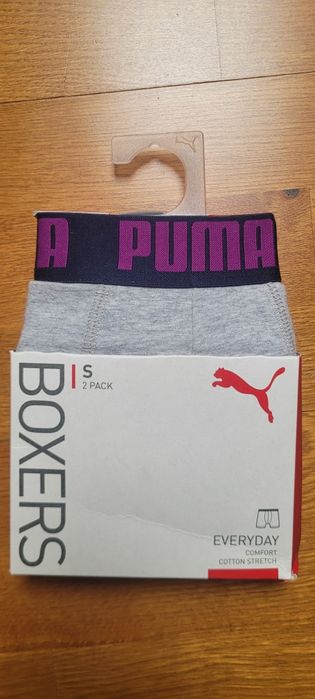 A PUMA
BOXERS
S
2 PACK
EVERYDAY
COMFORT
COTTON STRETCH